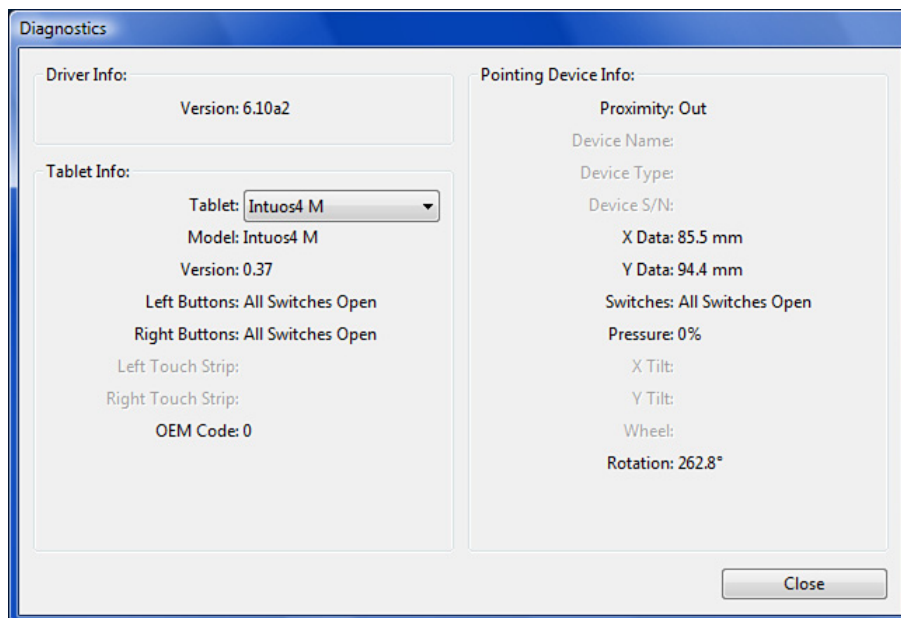 Diagnostics
Driver Info:
Version: 6.10a2
Tablet Info:
Tablet: Intuos4 M
Model: Intuos4 M
Version: 0.37
Left Buttons: All Switches Open
Right Buttons: All Switches Open
Left Touch Strip:
Right Touch Strip:
OEM Code: 0
Pointing Device Info:
Proximity: Out
Device Name:
Device Type:
Device S/N:
X Data: 85.5 mm
Y Data: 94.4 mm
Switches: All Switches Open
Pressure: 0%
X Tilt:
Y Tilt:
Wheel:
Rotation: 262.8°
Close